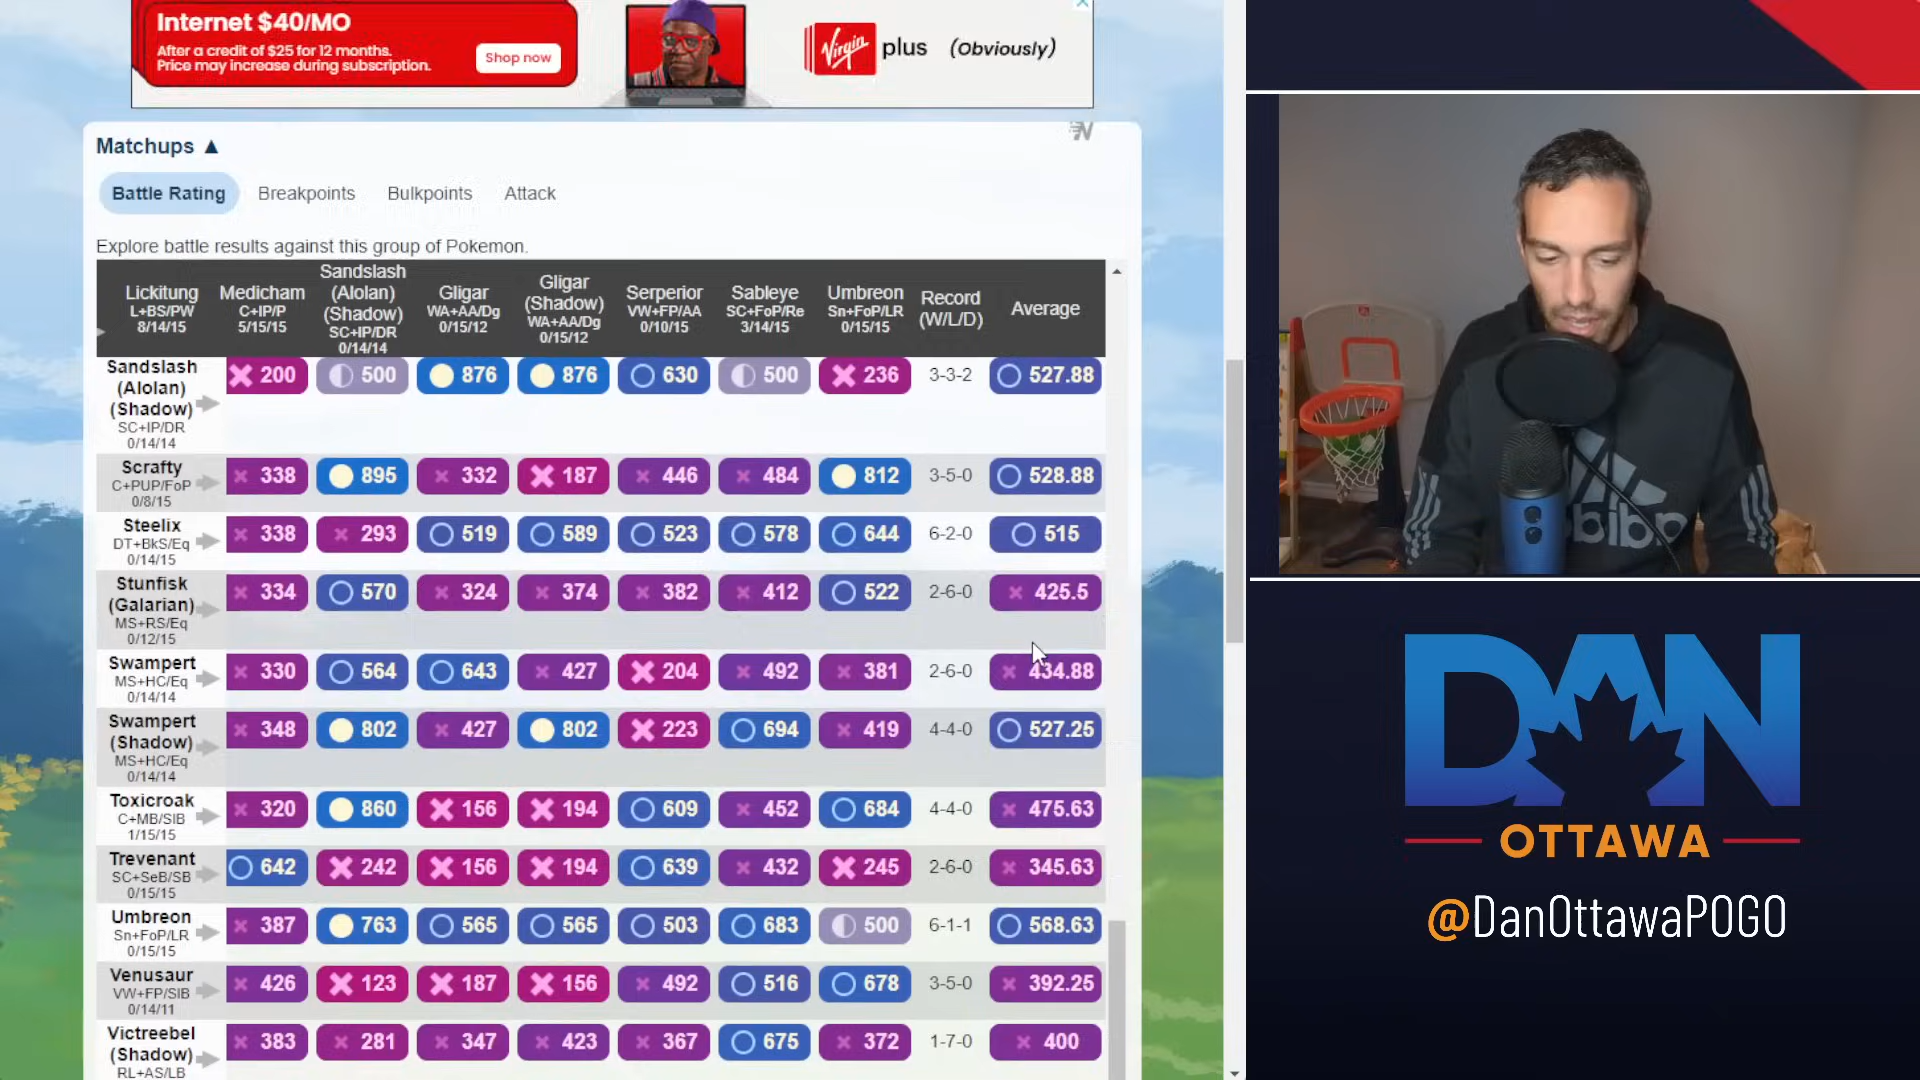 Internet $40/MO
After a credit of $25 for 12 months.
Price may increase during subscription.
Shop now
Virgin plus (Obviously)
Matchups ▲
Battle Rating Breakpoints Bulkpoints Attack
Explore battle results against this group of Pokemon.
Lickitung
L+BS/PW
8/14/15
Medicham
C+IP/P
5/15/15
Sandslash
(Alolan)
(Shadow)
SC+IP/DR
0/14/14
Gligar
WA+AA/Dg
0/15/12
Gligar
(Shadow)
WA+AA/Dg
0/15/12
Serperior
VW+FP/AA
0/10/15
Sableye
SC+FoP/Re
3/14/15
Umbreon
Sn+FoP/LR
0/15/15
Record
(W/L/D)
Average
Sandslash
(Alolan)
(Shadow)
SC+IP/DR
0/14/14
200 500 876 876 630 500 236 3-3-2 527.88
Scrafty
C+PUP/FoP
0/8/15
338 895 332 187 446 484 812 3-5-0 528.88
Steelix
DT+BkS/Eq
0/14/15
338 293 519 589 523 578 644 6-2-0 515
Stunfisk
(Galarian)
MS+RS/Eq
0/12/15
334 570 324 374 382 412 522 2-6-0 425.5
Swampert
MS+HC/Eq
0/14/14
330 564 643 427 204 492 381 2-6-0 434.88
Swampert
(Shadow)
MS+HC/Eq
0/14/14
348 802 427 802 223 694 419 4-4-0 527.25
Toxicroak
C+MB/SlB
1/15/15
320 860 156 194 609 452 684 4-4-0 475.63
Trevenant
SC+SeB/SB
0/15/15
642 242 156 194 639 432 245 2-6-0 345.63
Umbreon
Sn+FoP/LR
0/15/15
387 763 565 565 503 683 500 6-1-1 568.63
Venusaur
VW+FP/SlB
0/14/11
426 123 187 156 492 516 678 3-5-0 392.25
Victreebel
(Shadow)
RL+AS/LB
383 281 347 423 367 675 372 1-7-0 400
adidas
DAN
OTTAWA
@DanOttawaPOGO